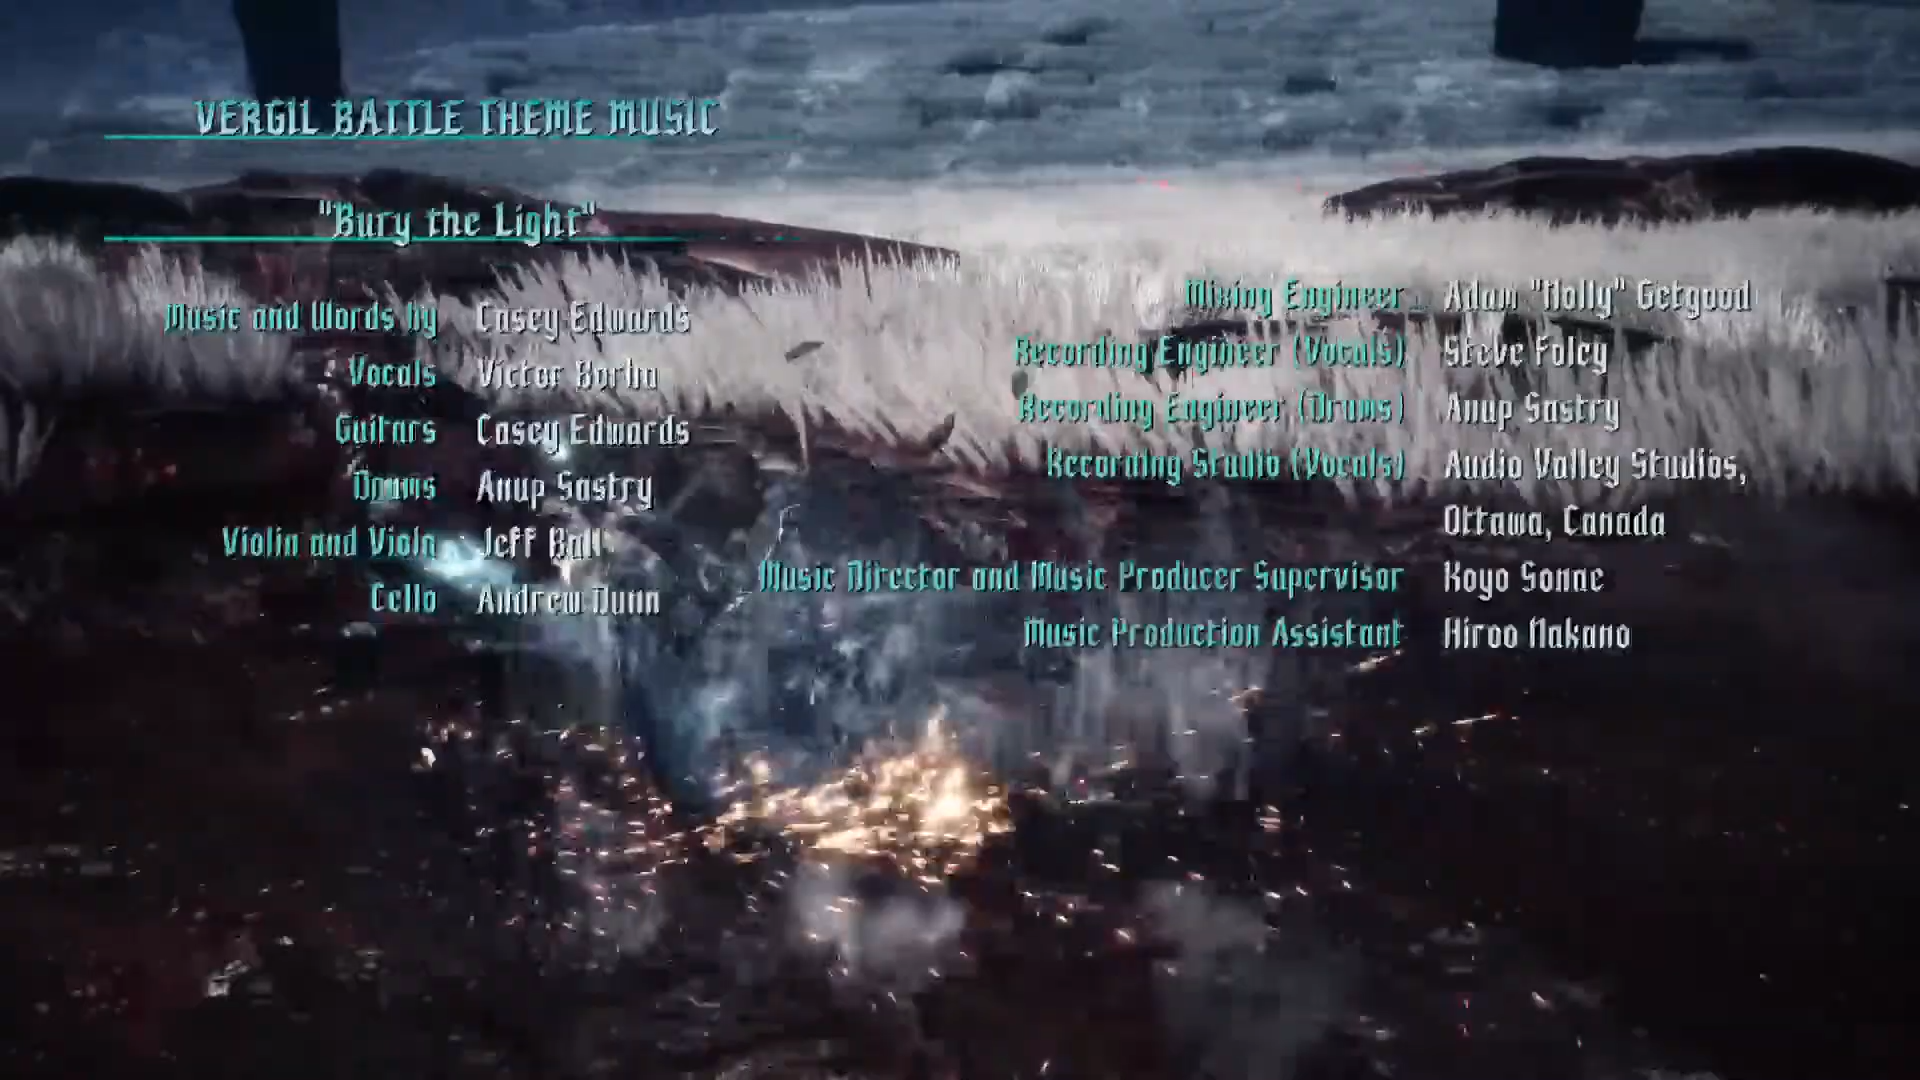 VERGIL BATTLE THEME MUSIC
"Bury the Light"
Music and Words by Casey Edwards
Vocals Victor Borba
Guitars Casey Edwards
Drums Anup Sastry
Violin and Viola Jeff Ball
Cello Andrew Dunn
Mixing Engineer Adam "Nolly" Getgood
Recording Engineer (Vocals) Steve Foley
Recording Engineer (Drums) Anup Sastry
Recording Studio (Vocals) Audio Valley Studios,
Ottawa, Canada
Music Director and Music Producer Supervisor Koyo Sonae
Music Production Assistant Hiroo Nakano